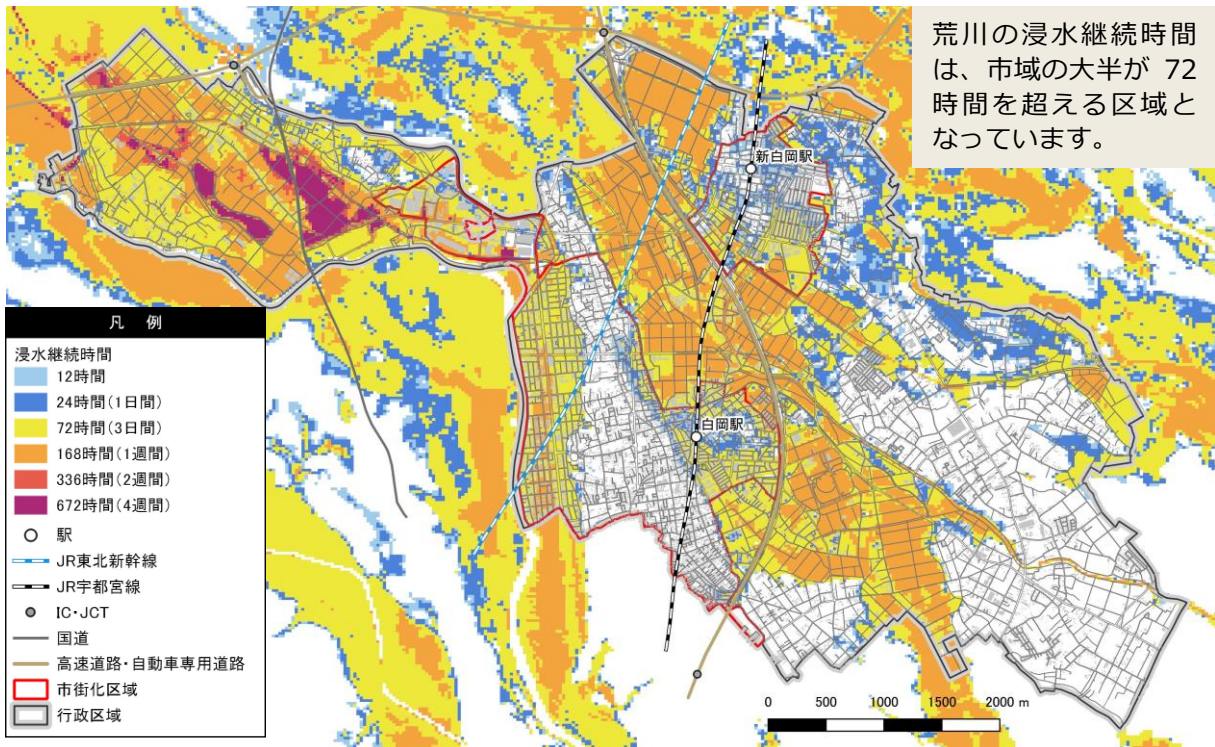 荒川の浸水継続時間
は、市域の大半が 72
時間を超える区域と
なっています。
新白岡駅
白岡駅
凡 例
浸水継続時間
12時間
24時間(1日間)
72時間(3日間)
168時間(1週間)
336時間(2週間)
672時間(4週間)
駅
JR東北新幹線
JR宇都宮線
IC・JCT
国道
高速道路・自動車専用道路
市街化区域
行政区域
0 500 1000 1500 2000 m